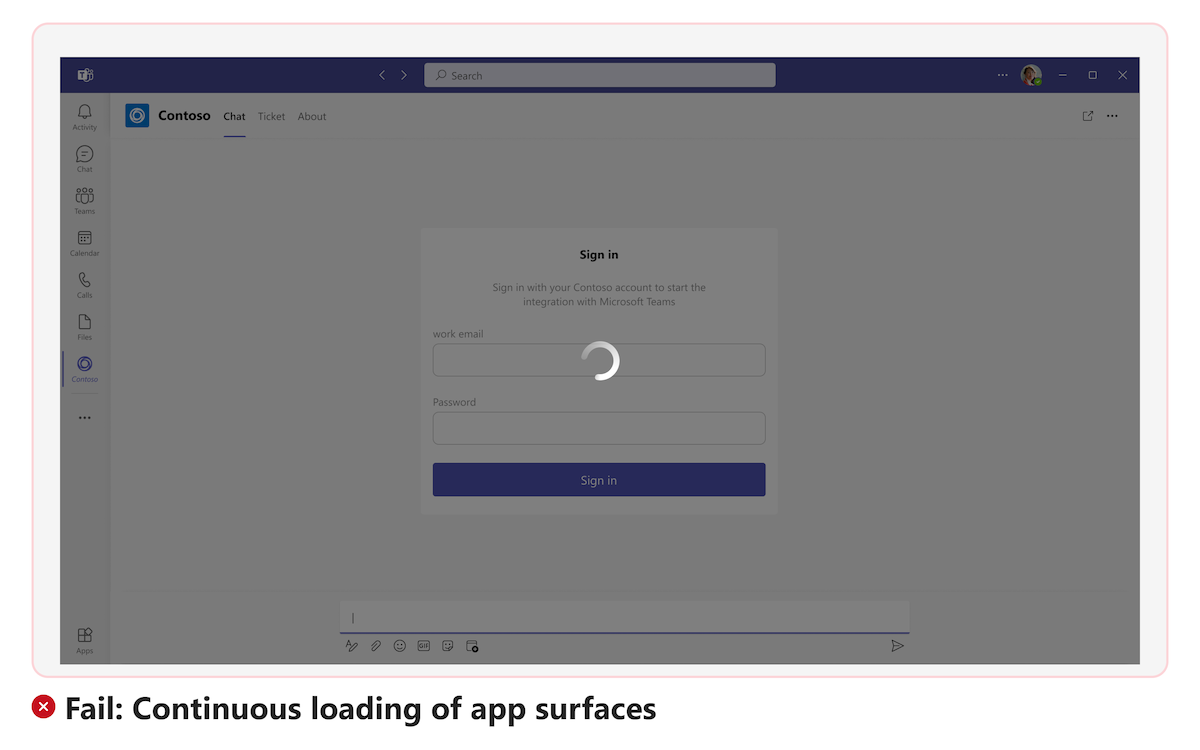 Search
Contoso Chat Ticket About
Activity
Chat
Teams
Calendar
Calls
Files
Contoso
Sign in
Sign in with your Contoso account to start the
integration with Microsoft Teams
work email
Password
Sign in
GIF
Apps
Fail: Continuous loading of app surfaces